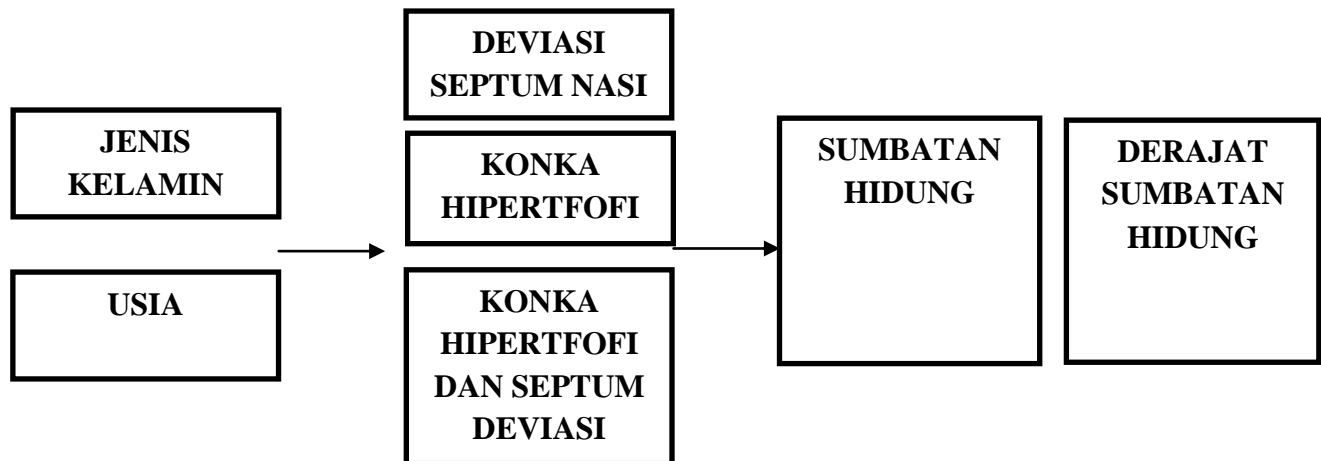 JENIS
KELAMIN
USIA
DEVIASI
SEPTUM NASI
KONKA
HIPERTFOFI
KONKA
HIPERTFOFI
DAN SEPTUM
DEVIASI
SUMBATAN
HIDUNG
DERAJAT
SUMBATAN
HIDUNG